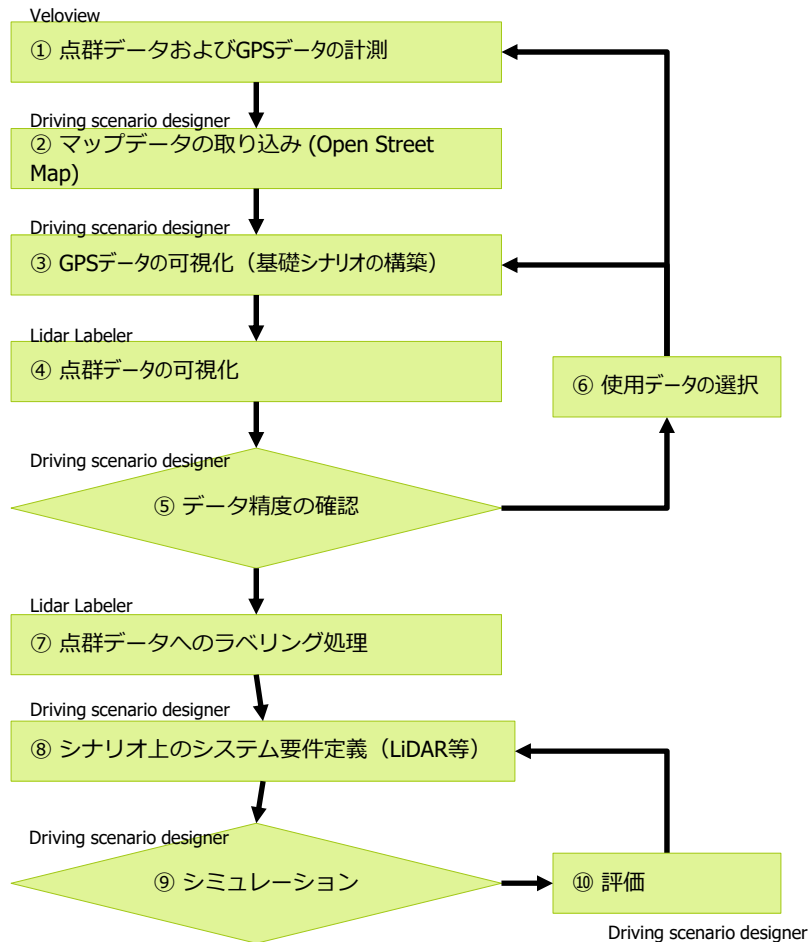 Veloview
① 点群データおよびGPSデータの計測
Driving scenario designer
② マップデータの取り込み (Open Street
Map)
Driving scenario designer
③ GPSデータの可視化（基礎シナリオの構築）
Lidar Labeler
④ 点群データの可視化
⑥ 使用データの選択
Driving scenario designer
⑤ データ精度の確認
Lidar Labeler
⑦ 点群データへのラベリング処理
Driving scenario designer
⑧ シナリオ上のシステム要件定義（LiDAR等）
Driving scenario designer
⑨ シミュレーション
⑩ 評価
Driving scenario designer